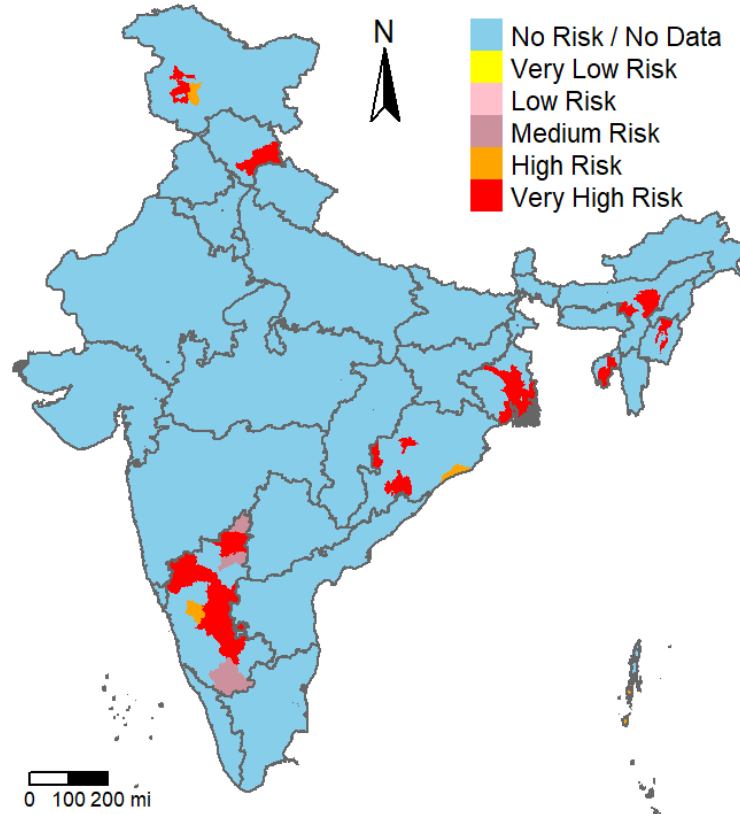 N
No Risk / No Data
Very Low Risk
Low Risk
Medium Risk
High Risk
Very High Risk
0 100 200 mi